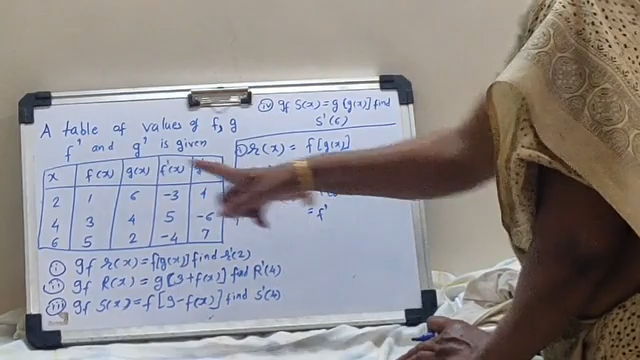 A table of values of f, g
f' and g' is given
x f(x) g(x) f'(x)
2 1 6 -3 1
4 3 4 5 -6
6 5 2 -4 7
(i) If r(x) = f[g(x)] find r'(2)
(ii) If R(x) = g[3+f(x)] find R'(4)
(iii) If S(x) = f[9-f(x)] find S'(4)
(iv) If S(x) = g[g(x)] find
S'(6)
(i) r(x) = f[g(x)]
= f'